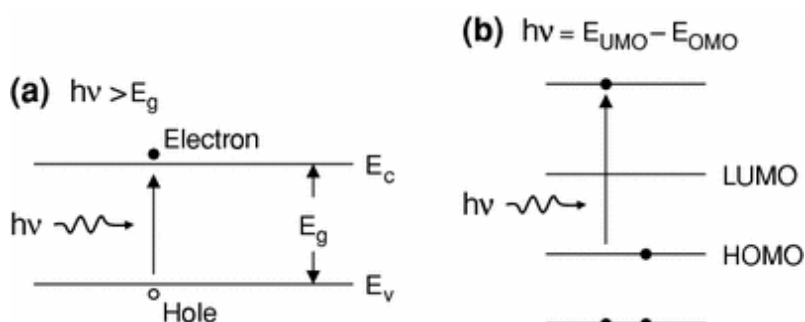 (a) hν > E_g
Electron
E_c
hν
E_g
E_v
Hole
(b) hν = E_UMO – E_OMO
LUMO
hν
HOMO